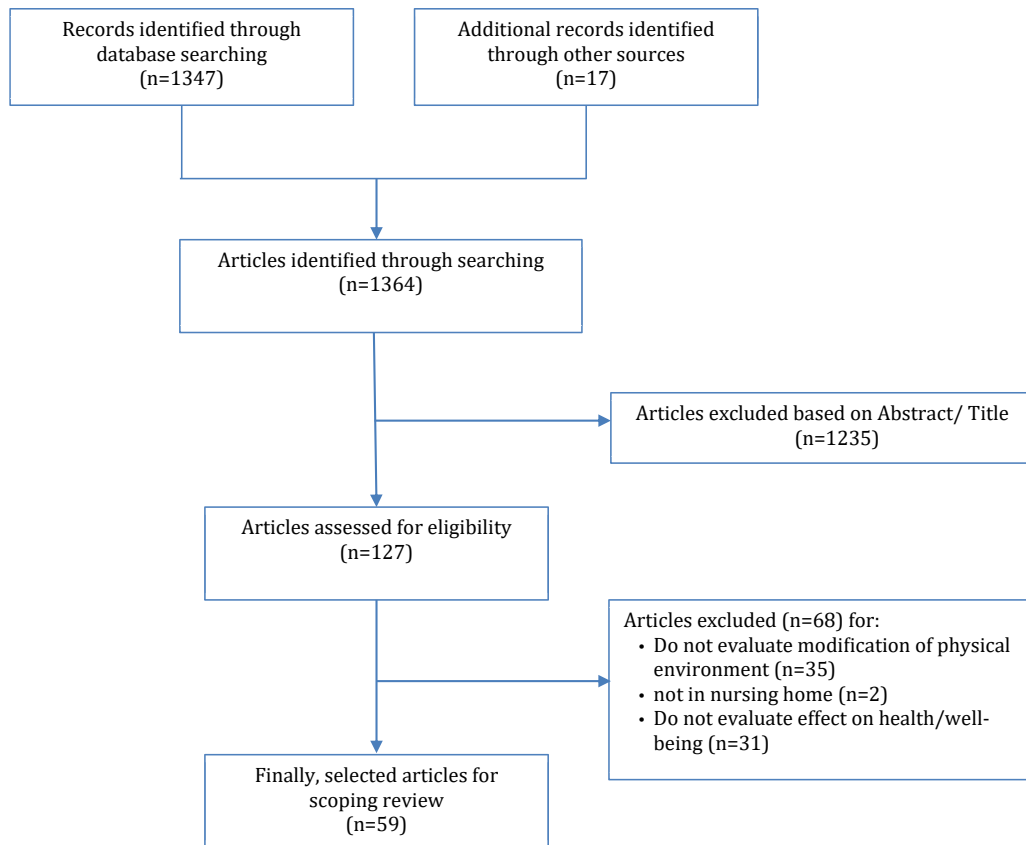 Records identified through
database searching
(n=1347)
Additional records identified
through other sources
(n=17)
Articles identified through searching
(n=1364)
Articles excluded based on Abstract/ Title
(n=1235)
Articles assessed for eligibility
(n=127)
Articles excluded (n=68) for:
• Do not evaluate modification of physical
environment (n=35)
• not in nursing home (n=2)
• Do not evaluate effect on health/well-
being (n=31)
Finally, selected articles for
scoping review
(n=59)